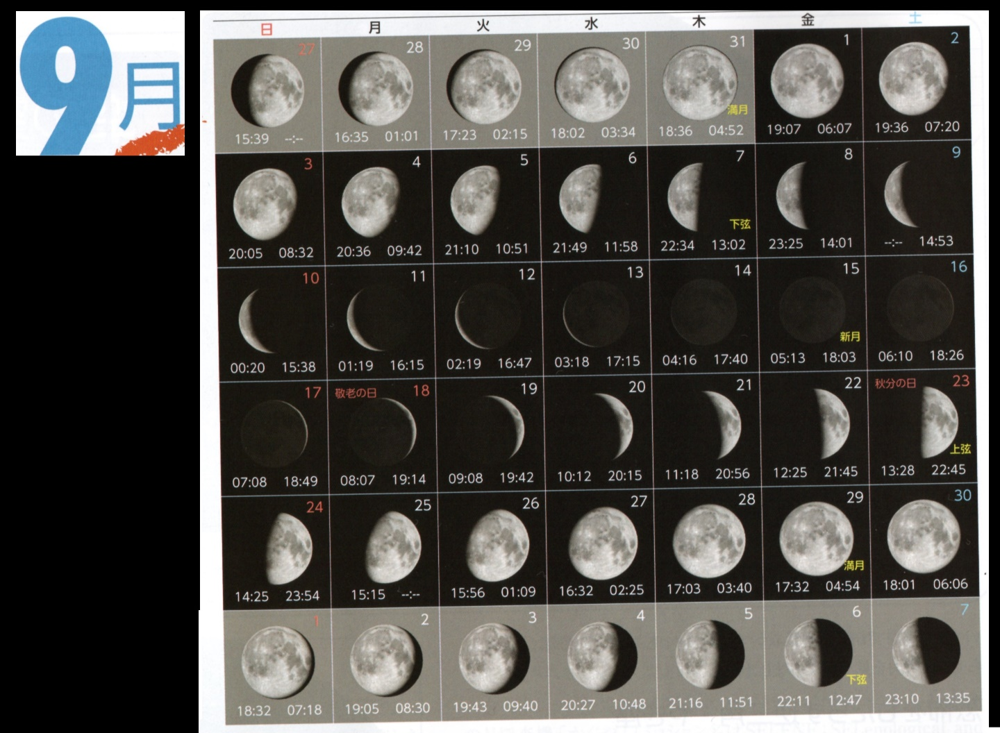 9月
日 月 火 水 木 金 土
27 28 29 30 31 1 2
満月
15:39 --:-- 16:35 01:01 17:23 02:15 18:02 03:34 18:36 04:52 19:07 06:07 19:36 07:20
3 4 5 6 7 8 9
下弦
20:05 08:32 20:36 09:42 21:10 10:51 21:49 11:58 22:34 13:02 23:25 14:01 --:-- 14:53
10 11 12 13 14 15 16
新月
00:20 15:38 01:19 16:15 02:19 16:47 03:18 17:15 04:16 17:40 05:13 18:03 06:10 18:26
17 敬老の日 18 19 20 21 22 秋分の日 23
上弦
07:08 18:49 08:07 19:14 09:08 19:42 10:12 20:15 11:18 20:56 12:25 21:45 13:28 22:45
24 25 26 27 28 29 30
満月
14:25 23:54 15:15 --:-- 15:56 01:09 16:32 02:25 17:03 03:40 17:32 04:54 18:01 06:06
1 2 3 4 5 6 7
下弦
18:32 07:18 19:05 08:30 19:43 09:40 20:27 10:48 21:16 11:51 22:11 12:47 23:10 13:35